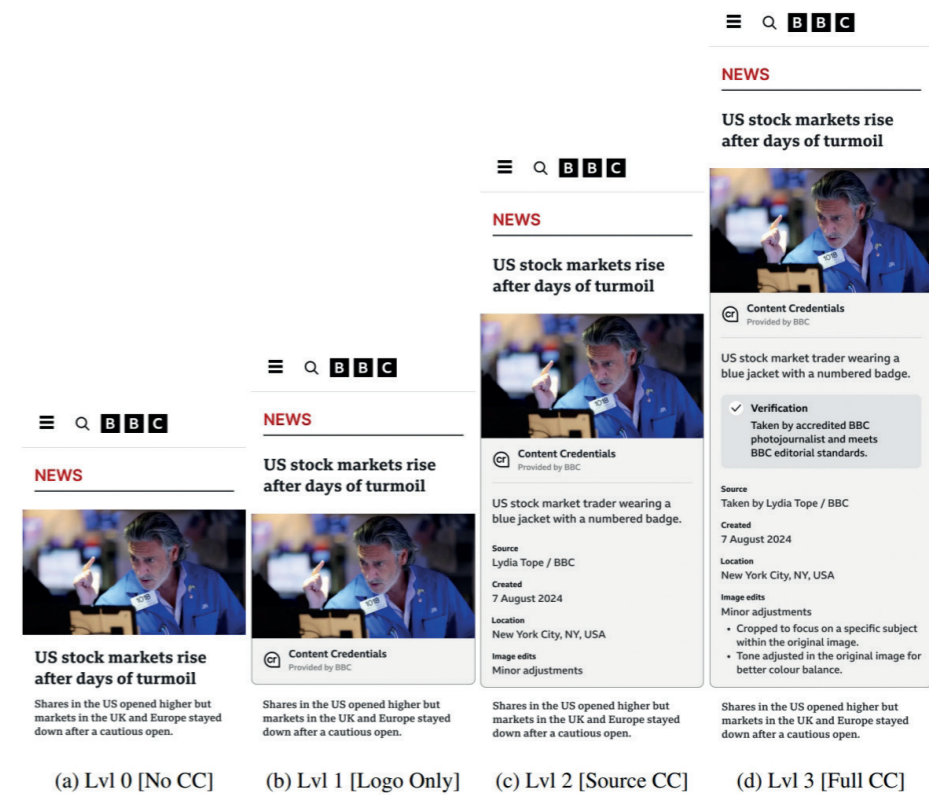 BBC
NEWS
1018
US stock markets rise
after days of turmoil
Shares in the US opened higher but
markets in the UK and Europe stayed
down after a cautious open.
(a) Lvl 0 [No CC]
BBC
NEWS
US stock markets rise
after days of turmoil
1018
cr
Content Credentials
Provided by BBC
Shares in the US opened higher but
markets in the UK and Europe stayed
down after a cautious open.
(b) Lvl 1 [Logo Only]
BBC
NEWS
US stock markets rise
after days of turmoil
1018
cr
Content Credentials
Provided by BBC
US stock market trader wearing a
blue jacket with a numbered badge.
Source
Lydia Tope / BBC
Created
7 August 2024
Location
New York City, NY, USA
Image edits
Minor adjustments
Shares in the US opened higher but
markets in the UK and Europe stayed
down after a cautious open.
(c) Lvl 2 [Source CC]
BBC
NEWS
US stock markets rise
after days of turmoil
1018
cr
Content Credentials
Provided by BBC
US stock market trader wearing a
blue jacket with a numbered badge.
Verification
Taken by accredited BBC
photojournalist and meets
BBC editorial standards.
Source
Taken by Lydia Tope / BBC
Created
7 August 2024
Location
New York City, NY, USA
Image edits
Minor adjustments
• Cropped to focus on a specific subject
within the original image.
• Tone adjusted in the original image for
better colour balance.
Shares in the US opened higher but
markets in the UK and Europe stayed
down after a cautious open.
(d) Lvl 3 [Full CC]